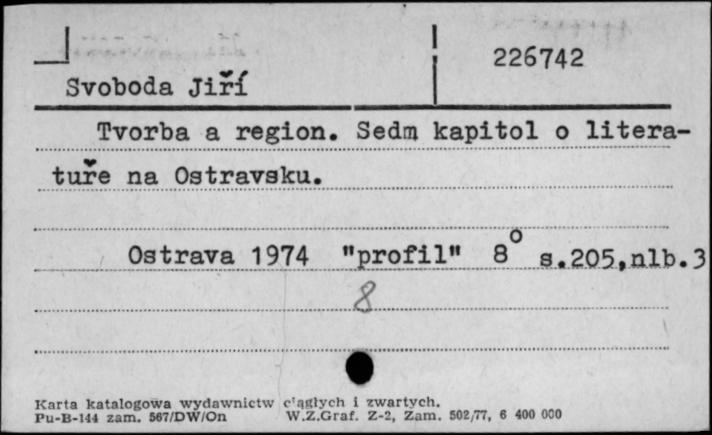 226742
Svoboda Jiří
Tvorba a region. Sedm kapitol o litera-
tuře na Ostravsku.
Ostrava 1974 "profil" 8° s.205,nlb.3
8
Karta katalogowa wydawnictw ciągłych i zwartych.
Pu-B-144 zam. 567/DW/On W.Z.Graf. Z-2, Zam. 502/77, 6 400 000